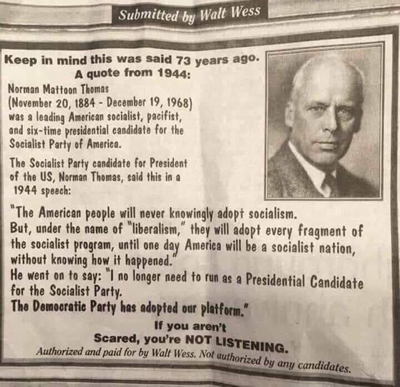 Submitted by Walt Wess
Keep in mind this was said 73 years ago.
A quote from 1944:
Norman Mattoon Thomas
(November 20, 1884 - December 19, 1968)
was a leading American socialist, pacifist,
and six-time presidential candidate for the
Socialist Party of America.
The Socialist Party candidate for President
of the US, Norman Thomas, said this in a
1944 speech:
"The American people will never knowingly adopt socialism.
But, under the name of "liberalism," they will adopt every fragment
of the socialist program, until one day America will be a socialist nation,
without knowing how it happened."
He went on to say: "I no longer need to run as a Presidential Candidate
for the Socialist Party.
The Democratic Party has adopted our platform."
If you aren't
Scared, you're NOT LISTENING.
Authorized and paid for by Walt Wess. Not authorized by any candidates.